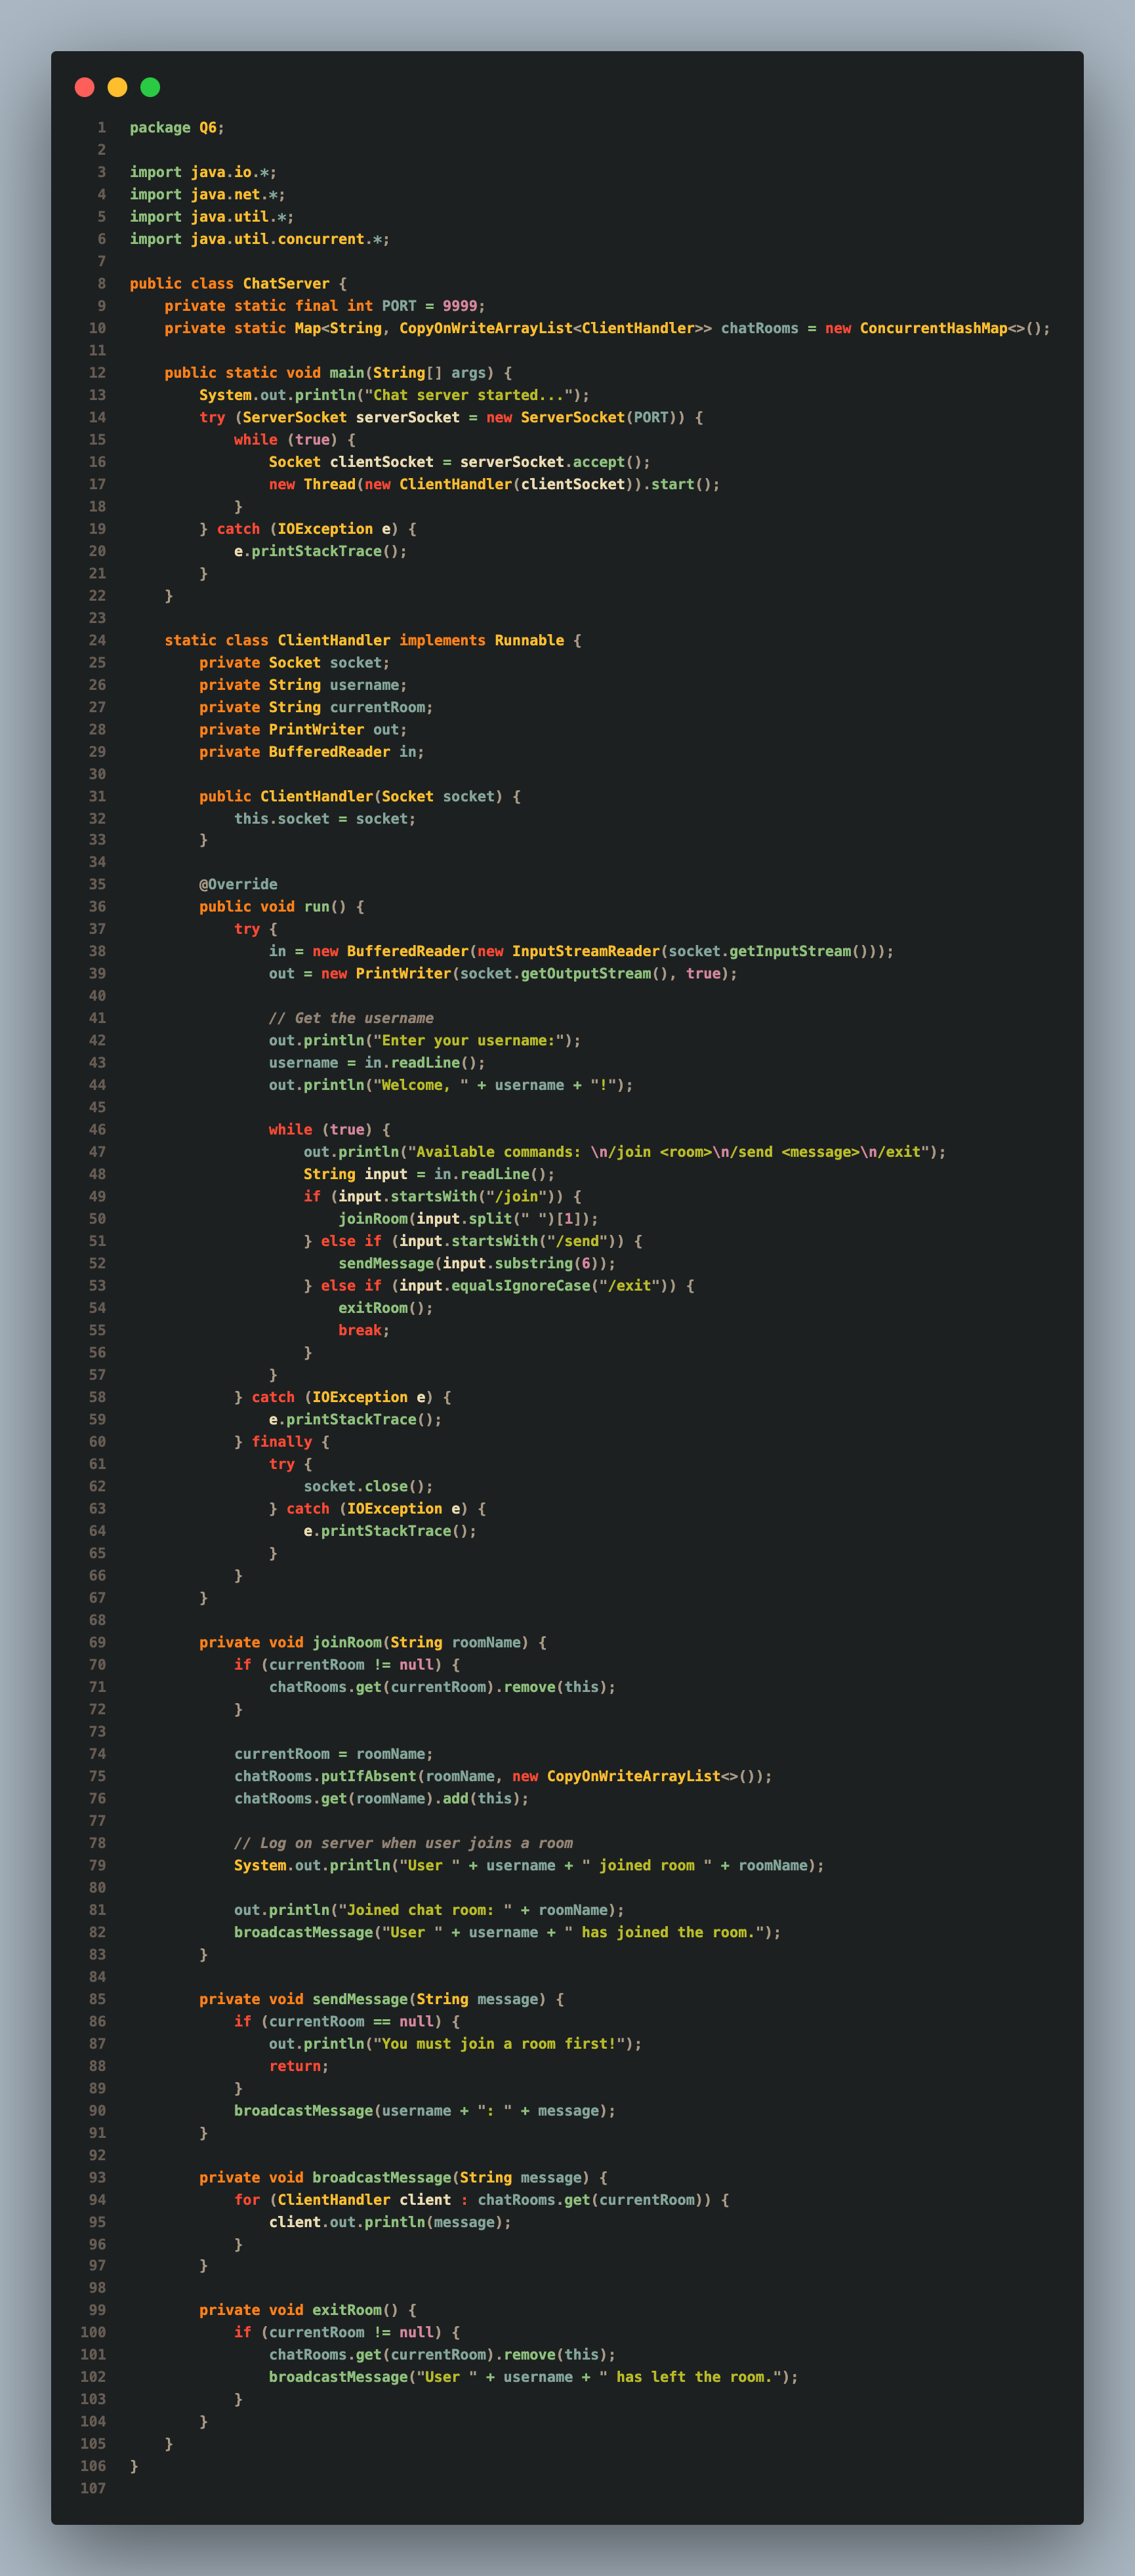 1 package Q6;
2
3 import java.io.*;
4 import java.net.*;
5 import java.util.*;
6 import java.util.concurrent.*;
7
8 public class ChatServer {
9     private static final int PORT = 9999;
10     private static Map<String, CopyOnWriteArrayList<ClientHandler>> chatRooms = new ConcurrentHashMap<>();
11
12     public static void main(String[] args) {
13         System.out.println("Chat server started...");
14         try (ServerSocket serverSocket = new ServerSocket(PORT)) {
15             while (true) {
16                 Socket clientSocket = serverSocket.accept();
17                 new Thread(new ClientHandler(clientSocket)).start();
18             }
19         } catch (IOException e) {
20             e.printStackTrace();
21         }
22     }
23
24     static class ClientHandler implements Runnable {
25         private Socket socket;
26         private String username;
27         private String currentRoom;
28         private PrintWriter out;
29         private BufferedReader in;
30
31         public ClientHandler(Socket socket) {
32             this.socket = socket;
33         }
34
35         @Override
36         public void run() {
37             try {
38                 in = new BufferedReader(new InputStreamReader(socket.getInputStream()));
39                 out = new PrintWriter(socket.getOutputStream(), true);
40
41                 // Get the username
42                 out.println("Enter your username:");
43                 username = in.readLine();
44                 out.println("Welcome, " + username + "!");
45
46                 while (true) {
47                     out.println("Available commands: \n/join <room>\n/send <message>\n/exit");
48                     String input = in.readLine();
49                     if (input.startsWith("/join")) {
50                         joinRoom(input.split(" ")[1]);
51                     } else if (input.startsWith("/send")) {
52                         sendMessage(input.substring(6));
53                     } else if (input.equalsIgnoreCase("/exit")) {
54                         exitRoom();
55                         break;
56                     }
57                 }
58             } catch (IOException e) {
59                 e.printStackTrace();
60             } finally {
61                 try {
62                     socket.close();
63                 } catch (IOException e) {
64                     e.printStackTrace();
65                 }
66             }
67         }
68
69         private void joinRoom(String roomName) {
70             if (currentRoom != null) {
71                 chatRooms.get(currentRoom).remove(this);
72             }
73
74             currentRoom = roomName;
75             chatRooms.putIfAbsent(roomName, new CopyOnWriteArrayList<>());
76             chatRooms.get(roomName).add(this);
77
78             // Log on server when user joins a room
79             System.out.println("User " + username + " joined room " + roomName);
80
81             out.println("Joined chat room: " + roomName);
82             broadcastMessage("User " + username + " has joined the room.");
83         }
84
85         private void sendMessage(String message) {
86             if (currentRoom == null) {
87                 out.println("You must join a room first!");
88                 return;
89             }
90             broadcastMessage(username + ": " + message);
91         }
92
93         private void broadcastMessage(String message) {
94             for (ClientHandler client : chatRooms.get(currentRoom)) {
95                 client.out.println(message);
96             }
97         }
98
99         private void exitRoom() {
100             if (currentRoom != null) {
101                 chatRooms.get(currentRoom).remove(this);
102                 broadcastMessage("User " + username + " has left the room.");
103             }
104         }
105     }
106 }
107